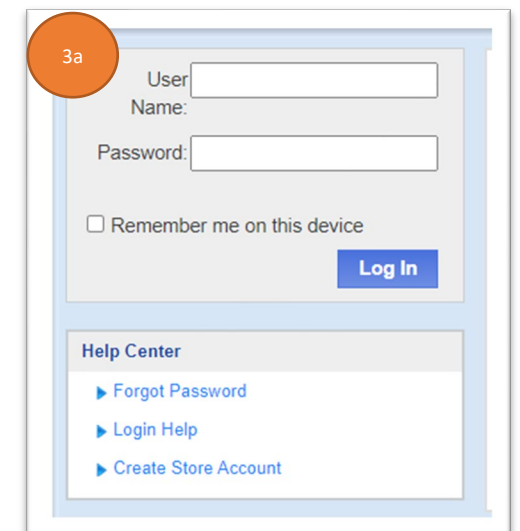 3a
User
Name:
Password:
Remember me on this device
Log In
Help Center
Forgot Password
Login Help
Create Store Account